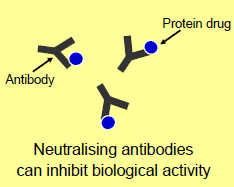 Protein drug
Antibody
Neutralising antibodies
can inhibit biological activity